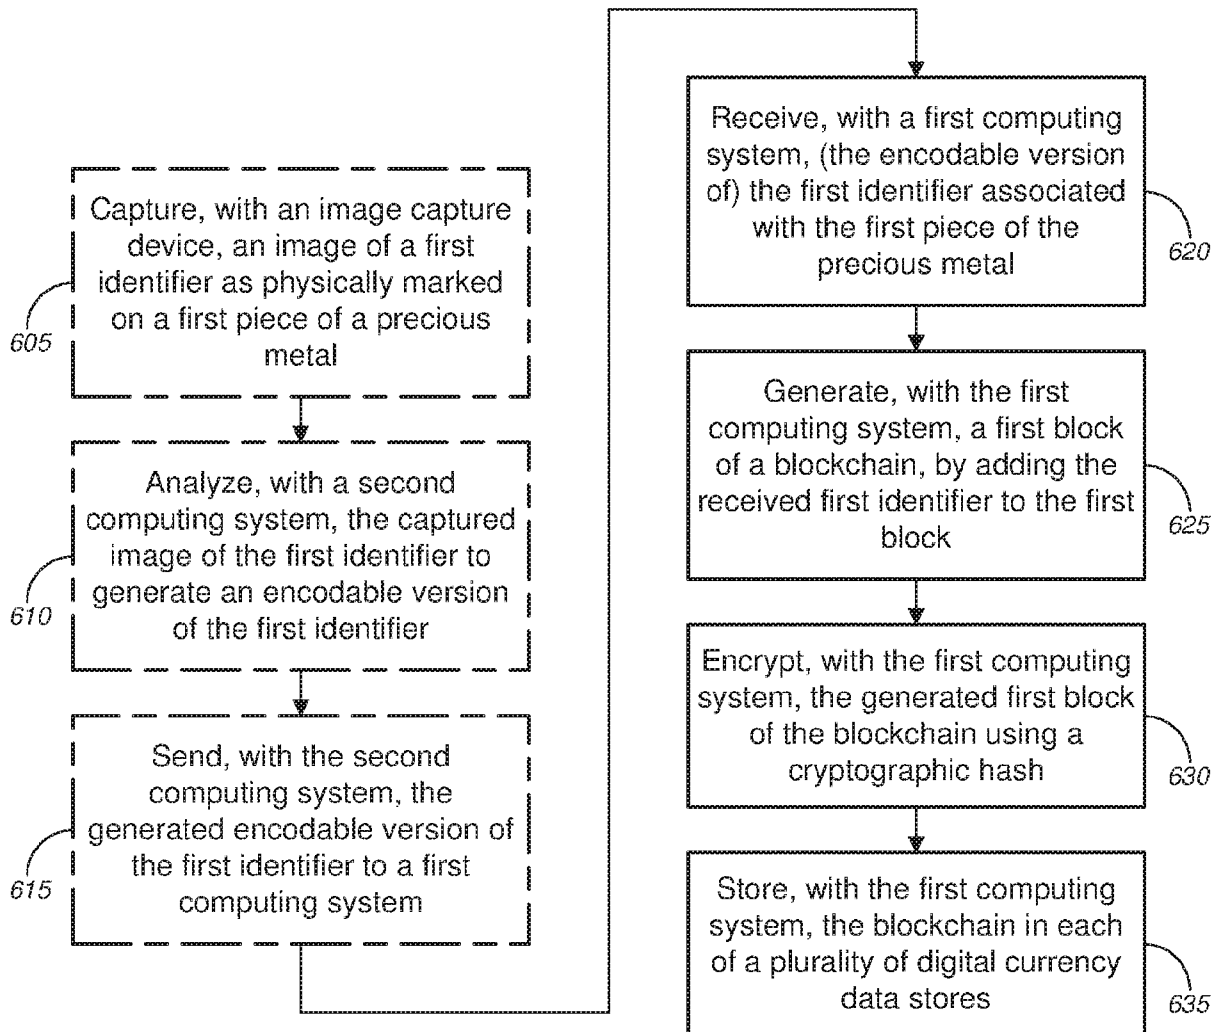 Capture, with an image capture
device, an image of a first
identifier as physically marked
on a first piece of a precious
metal
605
Analyze, with a second
computing system, the captured
image of the first identifier to
generate an encodable version
of the first identifier
610
Send, with the second
computing system, the
generated encodable version of
the first identifier to a first
computing system
615
Receive, with a first computing
system, (the encodable version
of) the first identifier associated
with the first piece of the
precious metal
620
Generate, with the first
computing system, a first block
of a blockchain, by adding the
received first identifier to the first
block
625
Encrypt, with the first computing
system, the generated first block
of the blockchain using a
cryptographic hash
630
Store, with the first computing
system, the blockchain in each
of a plurality of digital currency
data stores
635